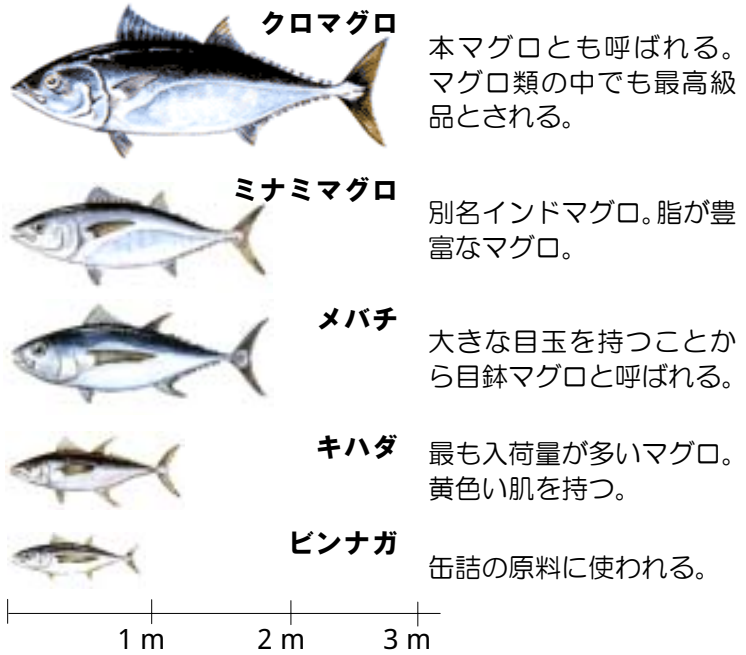 クロマグロ
本マグロとも呼ばれる。
マグロ類の中でも最高級
品とされる。
ミナミマグロ
別名インドマグロ。脂が豊
富なマグロ。
メバチ
大きな目玉を持つことか
ら目鉢マグロと呼ばれる。
キハダ
最も入荷量が多いマグロ。
黄色い肌を持つ。
ビンナガ
缶詰の原料に使われる。
1 m 2 m 3 m